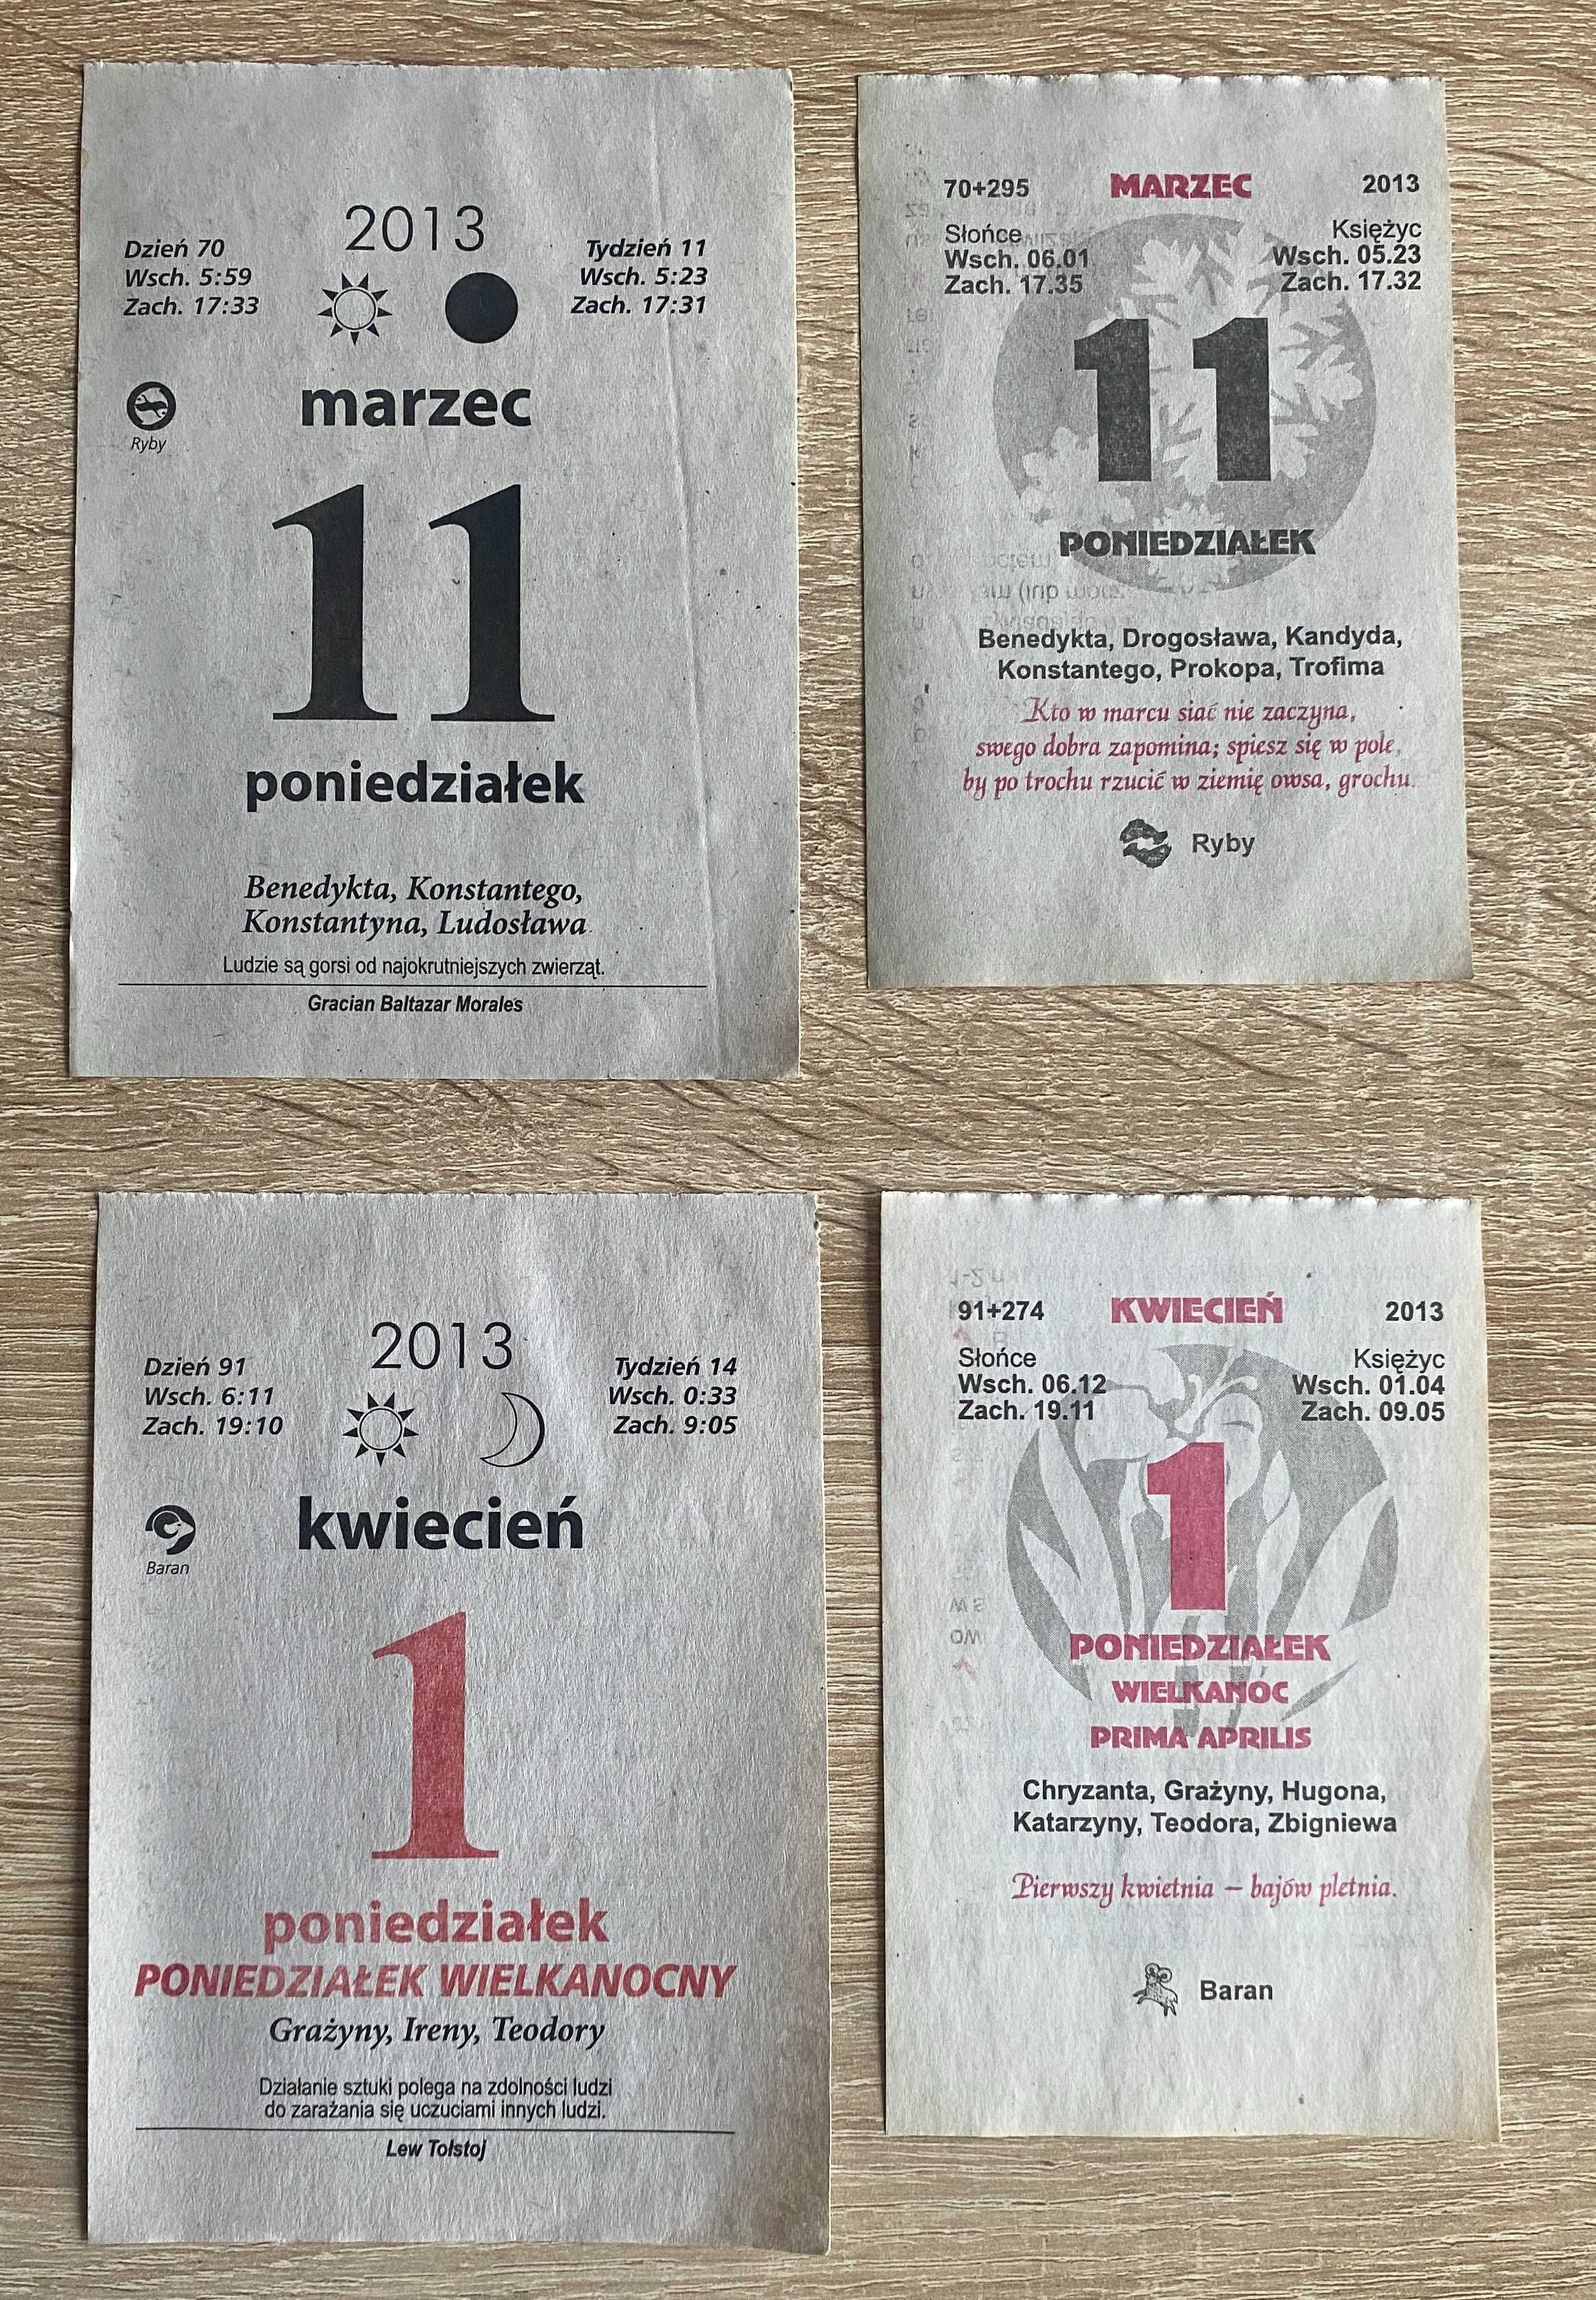 2013
Dzień 70
Wsch. 5:59
Zach. 17:33
Tydzień 11
Wsch. 5:23
Zach. 17:31
marzec
Ryby
11
poniedziałek
Benedykta, Konstantego,
Konstantyna, Ludosława
Ludzie są gorsi od najokrutniejszych zwierząt.
Gracian Baltazar Morales
70+295
MARZEC
2013
Słońce
Wsch. 06.01
Zach. 17.35
Księżyc
Wsch. 05.23
Zach. 17.32
11
PONIEDZIAŁEK
Benedykta, Drogosława, Kandyda,
Konstantego, Prokopa, Trofima
Kto w marcu siać nie zaczyna,
swego dobra zapomina; spiesz się w pole,
by po trochu rzucić w ziemię owsa, grochu.
Ryby
2013
Dzień 91
Wsch. 6:11
Zach. 19:10
Tydzień 14
Wsch. 0:33
Zach. 9:05
kwiecień
Baran
1
poniedziałek
PONIEDZIAŁEK WIELKANOCNY
Grażyny, Ireny, Teodory
Działanie sztuki polega na zdolności ludzi
do zarażania się uczuciami innych ludzi.
Lew Tołstoj
91+274
KWIECIEŃ
2013
Słońce
Wsch. 06.12
Zach. 19.11
Księżyc
Wsch. 01.04
Zach. 09.05
1
PONIEDZIAŁEK
WIELKANOC
PRIMA APRILIS
Chryzanta, Grażyny, Hugona,
Katarzyny, Teodora, Zbigniewa
Pierwszy kwietnia – bajów pletnia.
Baran